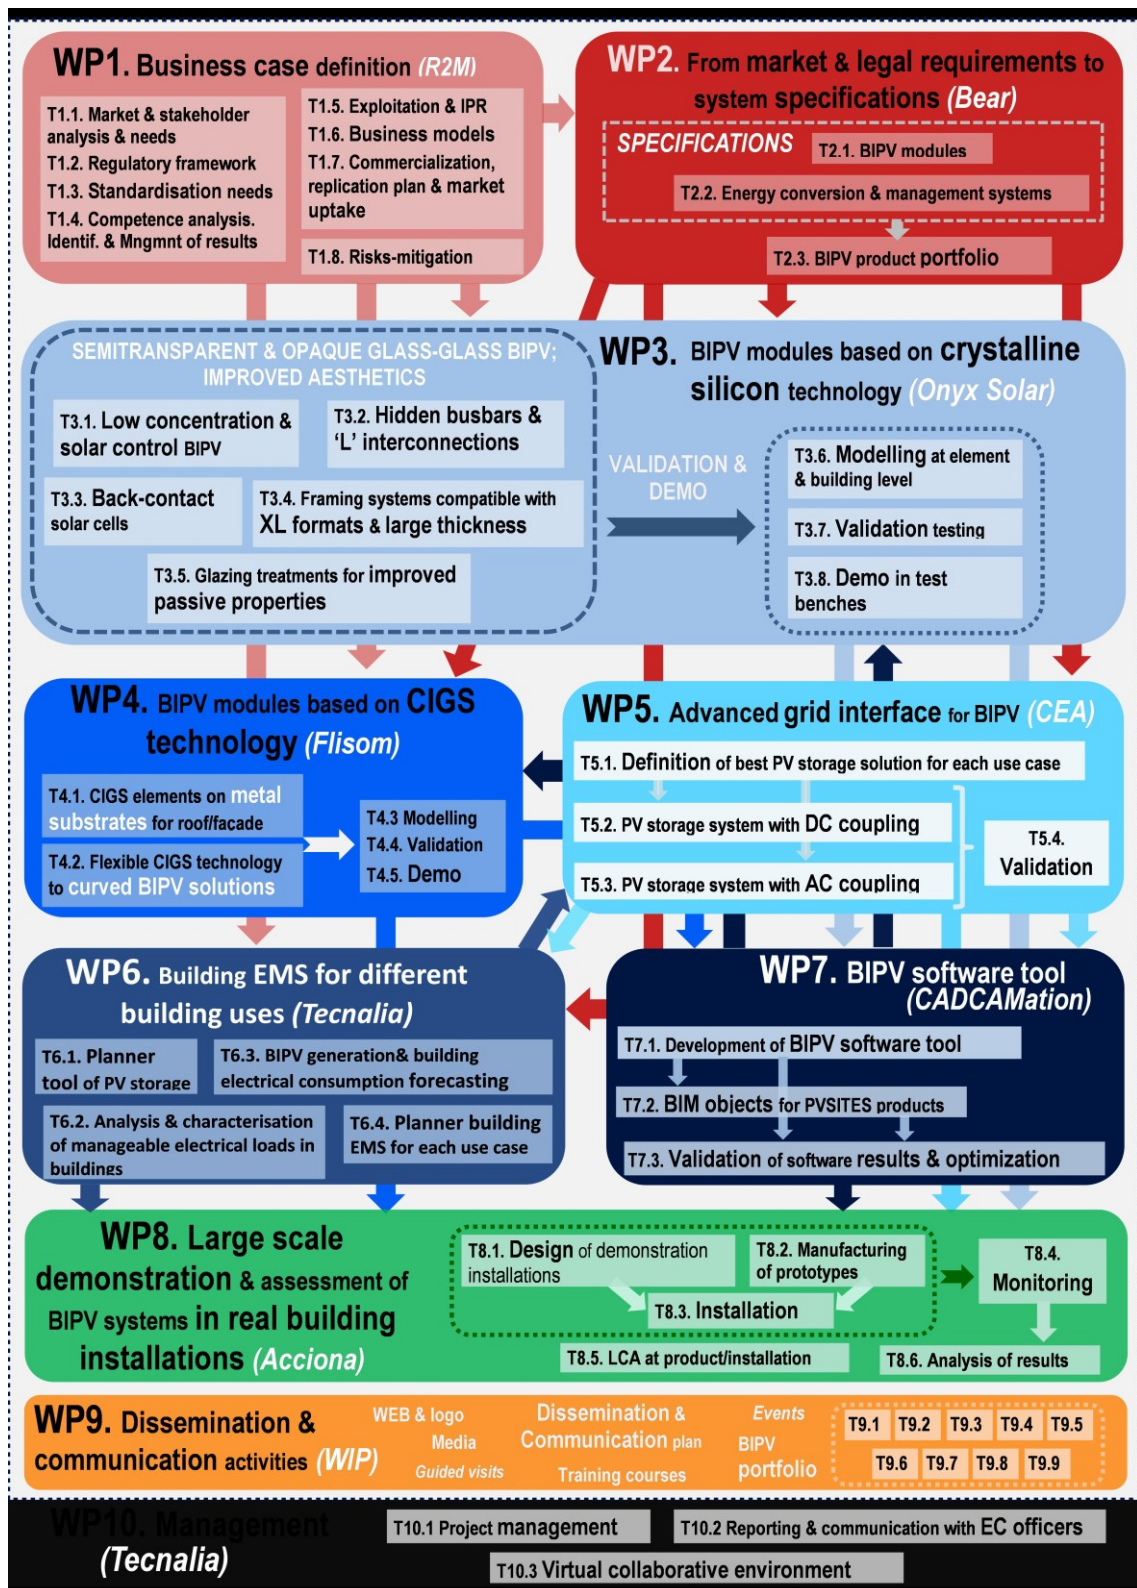 WP1. Business case definition (R2M)
T1.1. Market & stakeholder
analysis & needs
T1.2. Regulatory framework
T1.3. Standardisation needs
T1.4. Competence analysis.
Identif. & Mngmnt of results
T1.5. Exploitation & IPR
T1.6. Business models
T1.7. Commercialization,
replication plan & market
uptake
T1.8. Risks-mitigation
WP2. From market & legal requirements to
system specifications (Bear)
SPECIFICATIONS
T2.1. BIPV modules
T2.2. Energy conversion & management systems
T2.3. BIPV product portfolio
SEMITRANSPARENT & OPAQUE GLASS-GLASS BIPV;
IMPROVED AESTHETICS
T3.1. Low concentration &
solar control BIPV
T3.2. Hidden busbars &
‘L’ interconnections
T3.3. Back-contact
solar cells
T3.4. Framing systems compatible with
XL formats & large thickness
T3.5. Glazing treatments for improved
passive properties
WP3. BIPV modules based on crystalline
silicon technology (Onyx Solar)
VALIDATION &
DEMO
T3.6. Modelling at element
& building level
T3.7. Validation testing
T3.8. Demo in test
benches
WP4. BIPV modules based on CIGS
technology (Flisom)
T4.1. CIGS elements on metal
substrates for roof/façade
T4.2. Flexible CIGS technology
to curved BIPV solutions
T4.3 Modelling
T4.4. Validation
T4.5. Demo
WP5. Advanced grid interface for BIPV (CEA)
T5.1. Definition of best PV storage solution for each use case
T5.2. PV storage system with DC coupling
T5.3. PV storage system with AC coupling
T5.4.
Validation
WP6. Building EMS for different
building uses (Tecnalia)
T6.1. Planner
tool of PV storage
T6.3. BIPV generation& building
electrical consumption forecasting
T6.2. Analysis & characterisation
of manageable electrical loads in
buildings
T6.4. Planner building
EMS for each use case
WP7. BIPV software tool
(CADCAMation)
T7.1. Development of BIPV software tool
T7.2. BIM objects for PVSITES products
T7.3. Validation of software results & optimization
WP8. Large scale
demonstration & assessment of
BIPV systems in real building
installations (Acciona)
T8.1. Design of demonstration
installations
T8.2. Manufacturing
of prototypes
T8.3. Installation
T8.4.
Monitoring
T8.5. LCA at product/installation
T8.6. Analysis of results
WP9. Dissemination &
communication activities (WIP)
WEB & logo
Media
Guided visits
Dissemination &
Communication plan
Training courses
Events
BIPV
portfolio
T9.1 T9.2 T9.3 T9.4 T9.5
T9.6 T9.7 T9.8 T9.9
WP10. Management
(Tecnalia)
T10.1 Project management
T10.2 Reporting & communication with EC officers
T10.3 Virtual collaborative environment